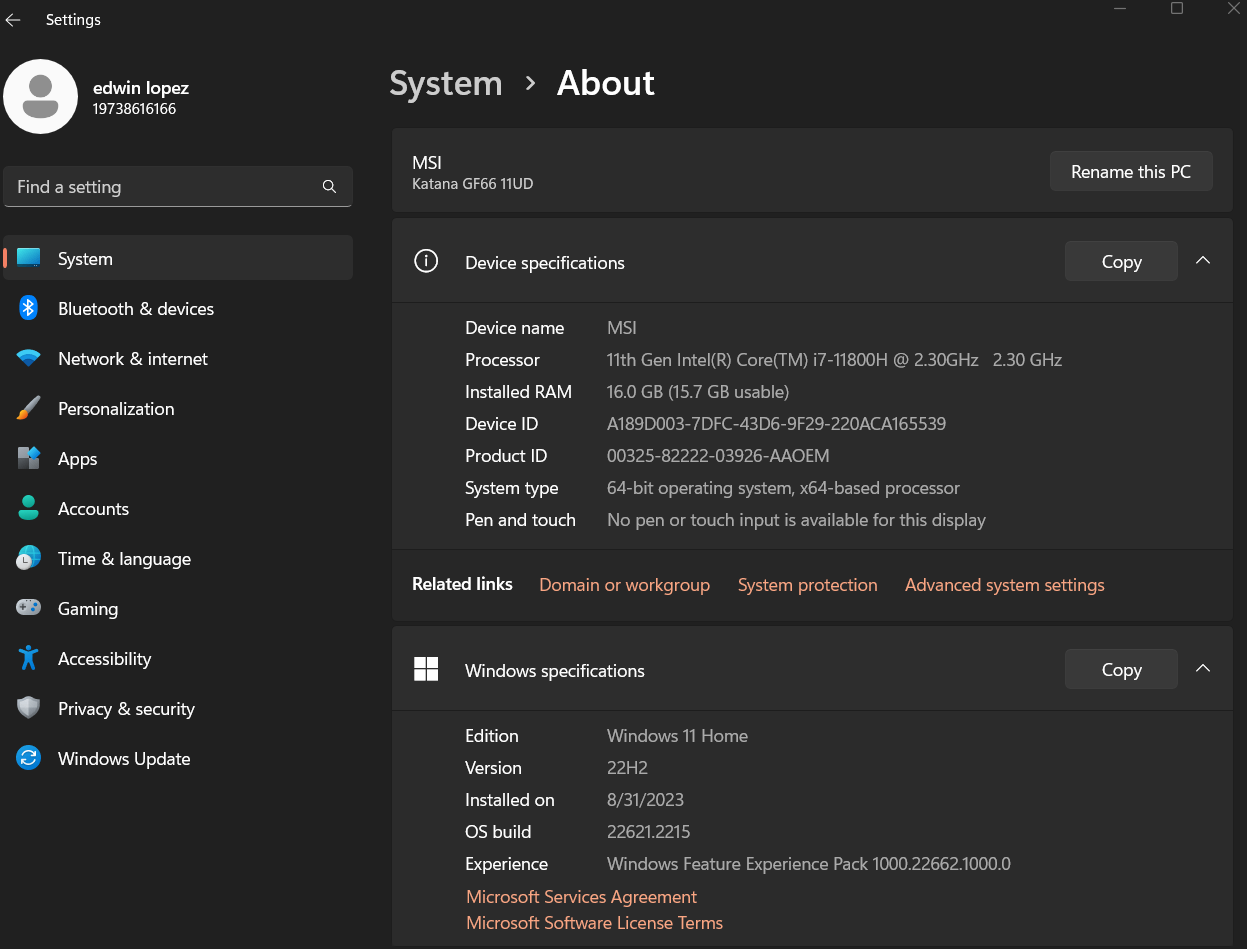 Settings
edwin lopez
19738616166
Find a setting
System
Bluetooth & devices
Network & internet
Personalization
Apps
Accounts
Time & language
Gaming
Accessibility
Privacy & security
Windows Update
System › About
MSI
Katana GF66 11UD
Rename this PC
Device specifications
Copy
Device name MSI
Processor 11th Gen Intel(R) Core(TM) i7-11800H @ 2.30GHz 2.30 GHz
Installed RAM 16.0 GB (15.7 GB usable)
Device ID A189D003-7DFC-43D6-9F29-220ACA165539
Product ID 00325-82222-03926-AAOEM
System type 64-bit operating system, x64-based processor
Pen and touch No pen or touch input is available for this display
Related links Domain or workgroup System protection Advanced system settings
Windows specifications
Copy
Edition Windows 11 Home
Version 22H2
Installed on 8/31/2023
OS build 22621.2215
Experience Windows Feature Experience Pack 1000.22662.1000.0
Microsoft Services Agreement
Microsoft Software License Terms